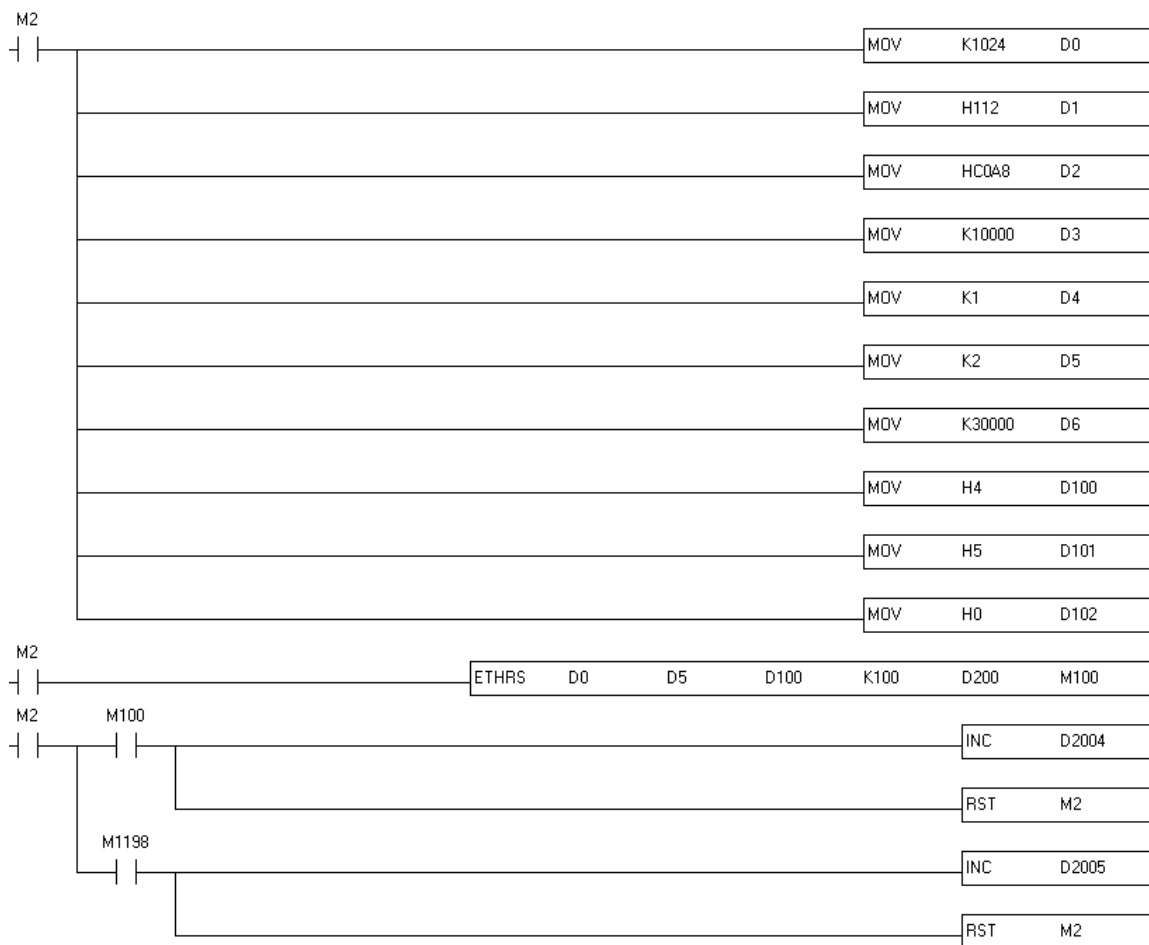 M2
MOV K1024 D0
MOV H112 D1
MOV HC0A8 D2
MOV K10000 D3
MOV K1 D4
MOV K2 D5
MOV K30000 D6
MOV H4 D100
MOV H5 D101
MOV H0 D102
M2
ETHRS D0 D5 D100 K100 D200 M100
M2 M100
INC D2004
RST M2
M1198
INC D2005
RST M2